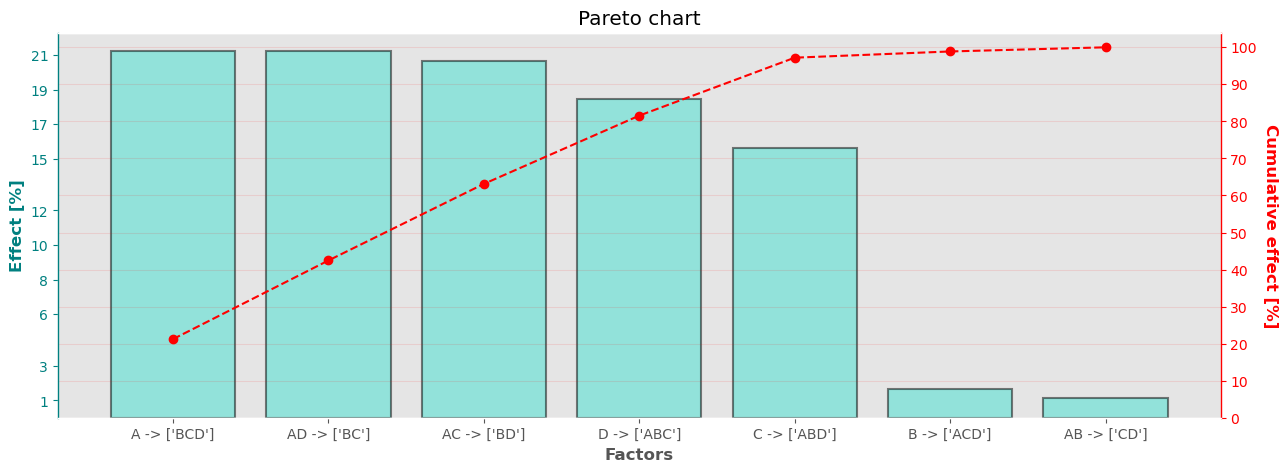 Pareto chart
Effect [%]
21
19
17
15
12
10
8
6
3
1
100
90
80
70
60
50
40
30
20
10
0
Cumulative effect [%]
A -> ['BCD']
AD -> ['BC']
AC -> ['BD']
D -> ['ABC']
C -> ['ABD']
B -> ['ACD']
AB -> ['CD']
Factors